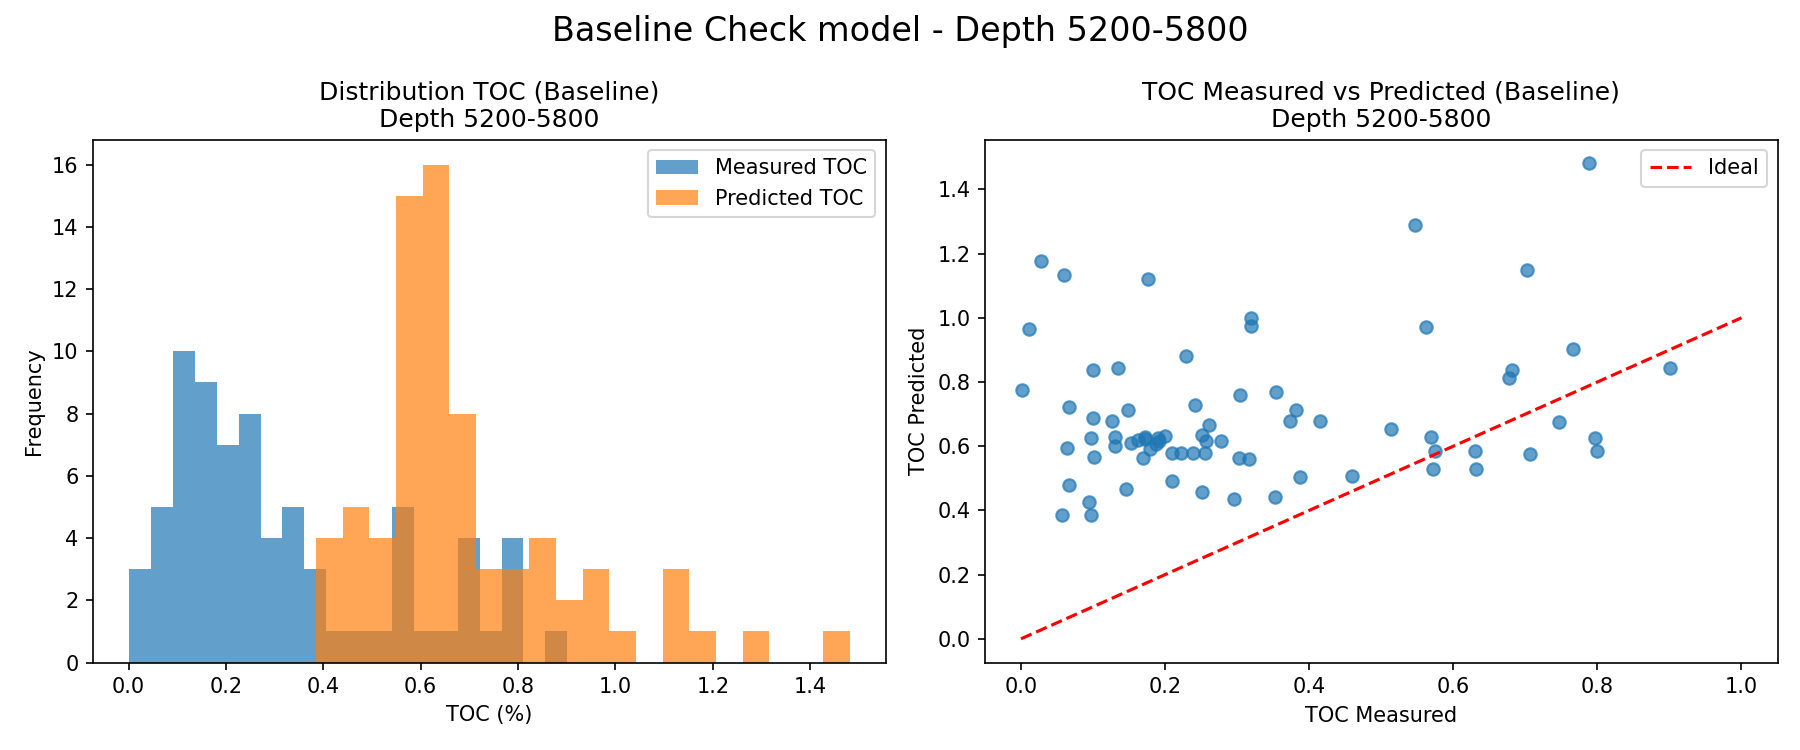 Baseline Check model - Depth 5200-5800
Distribution TOC (Baseline)
Depth 5200-5800
Measured TOC
Predicted TOC
Frequency
16
14
12
10
8
6
4
2
0
0.0 0.2 0.4 0.6 0.8 1.0 1.2 1.4
TOC (%)
TOC Measured vs Predicted (Baseline)
Depth 5200-5800
Ideal
TOC Predicted
1.4
1.2
1.0
0.8
0.6
0.4
0.2
0.0
0.0 0.2 0.4 0.6 0.8 1.0
TOC Measured